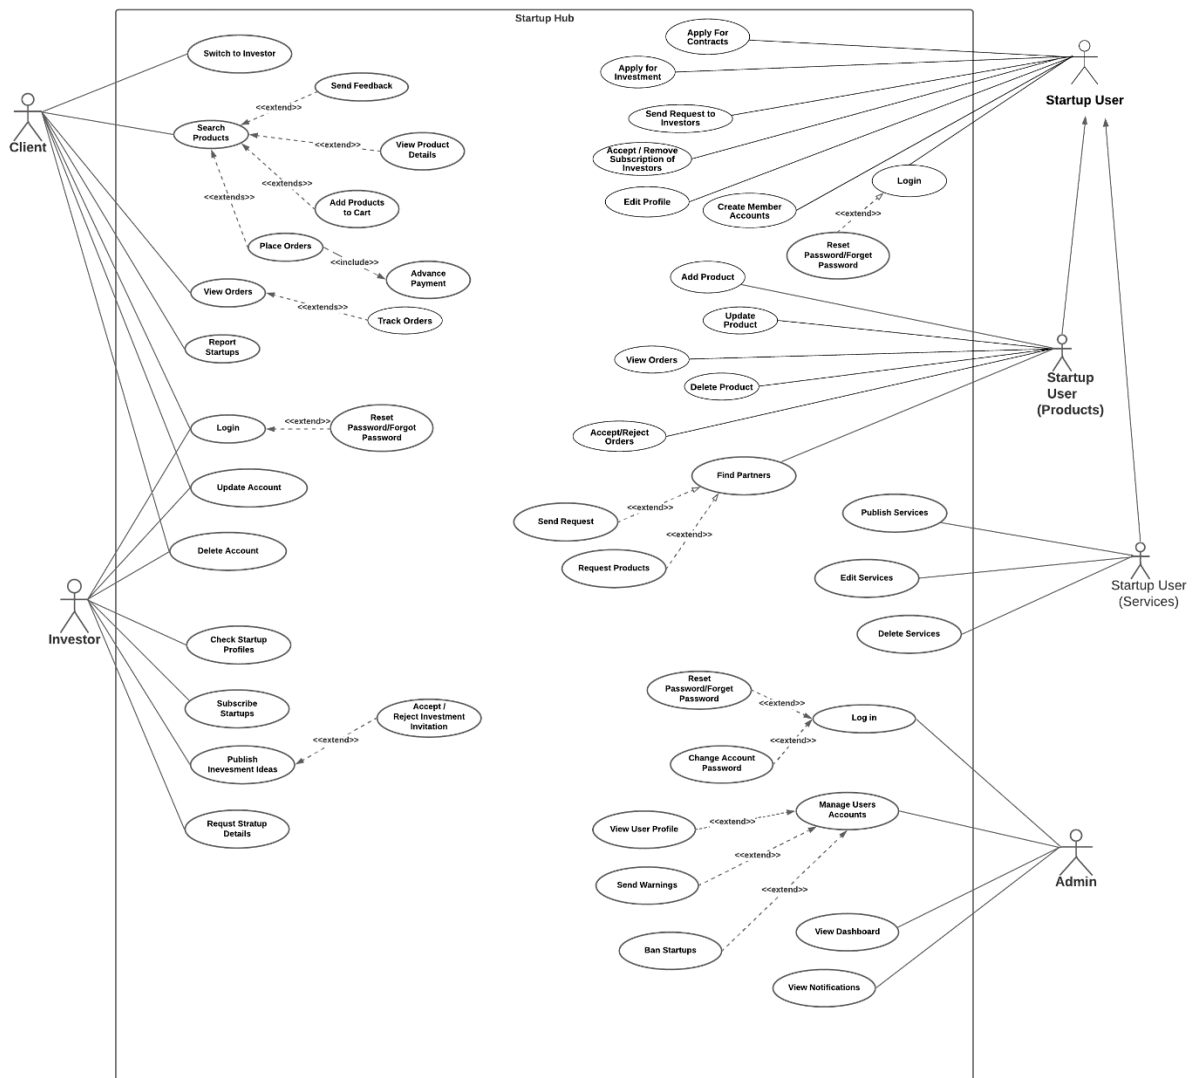 Startup Hub
Switch to Investor
Send Feedback
<<extend>>
Search
Products
<<extend>>
View Product
Details
<<extends>>
<<extends>>
Add Products
to Cart
Place Orders
<<include>>
Advance
Payment
View Orders
<<extends>>
Track Orders
Report
Startups
Client
Login
<<extend>>
Reset
Password/Forgot
Password
Update Account
Delete Account
Investor
Check Startup
Profiles
Subscribe
Startups
Accept /
Reject Investment
Invitation
<<extend>>
Publish
Inevesment Ideas
Requst Stratup
Details
Apply For
Contracts
Apply for
Investment
Send Request to
Investors
Accept / Remove
Subscription of
Investors
Edit Profile
Create Member
Accounts
Login
<<extend>>
Reset
Password/Forget
Password
Startup User
Add Product
Update
Product
View Orders
Delete Product
Accept/Reject
Orders
Find Partners
<<extend>>
Send Request
<<extend>>
Request Products
Startup
User
(Products)
Publish Services
Edit Services
Delete Services
Startup User
(Services)
Reset
Password/Forget
Password
<<extend>>
Log in
<<extend>>
Change Account
Password
Manage Users
Accounts
View User Profile
<<extend>>
<<extend>>
Send Warnings
<<extend>>
Ban Startups
View Dashboard
View Notifications
Admin